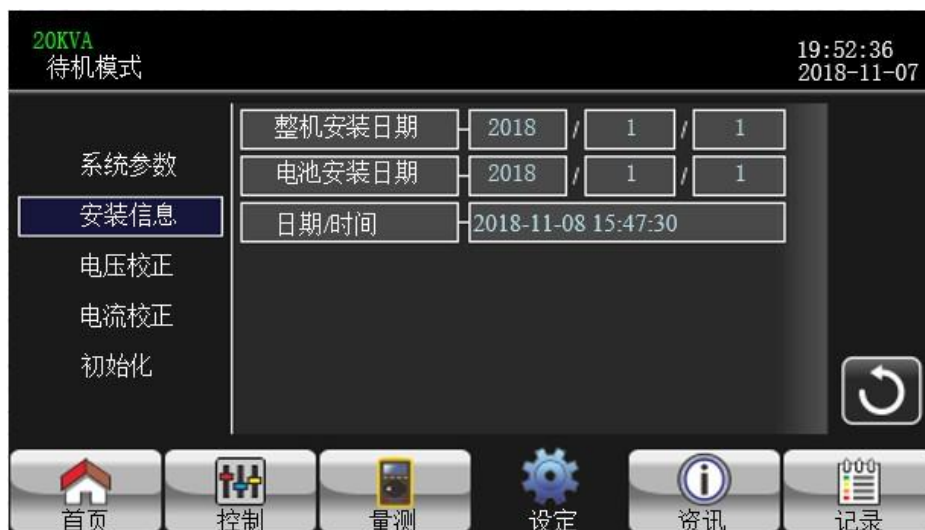 20KVA
待机模式
19:52:36
2018-11-07
系统参数
安装信息
电压校正
电流校正
初始化
整机安装日期 2018 / 1 / 1
电池安装日期 2018 / 1 / 1
日期/时间 2018-11-08 15:47:30
首页
控制
量测
设定
资讯
记录